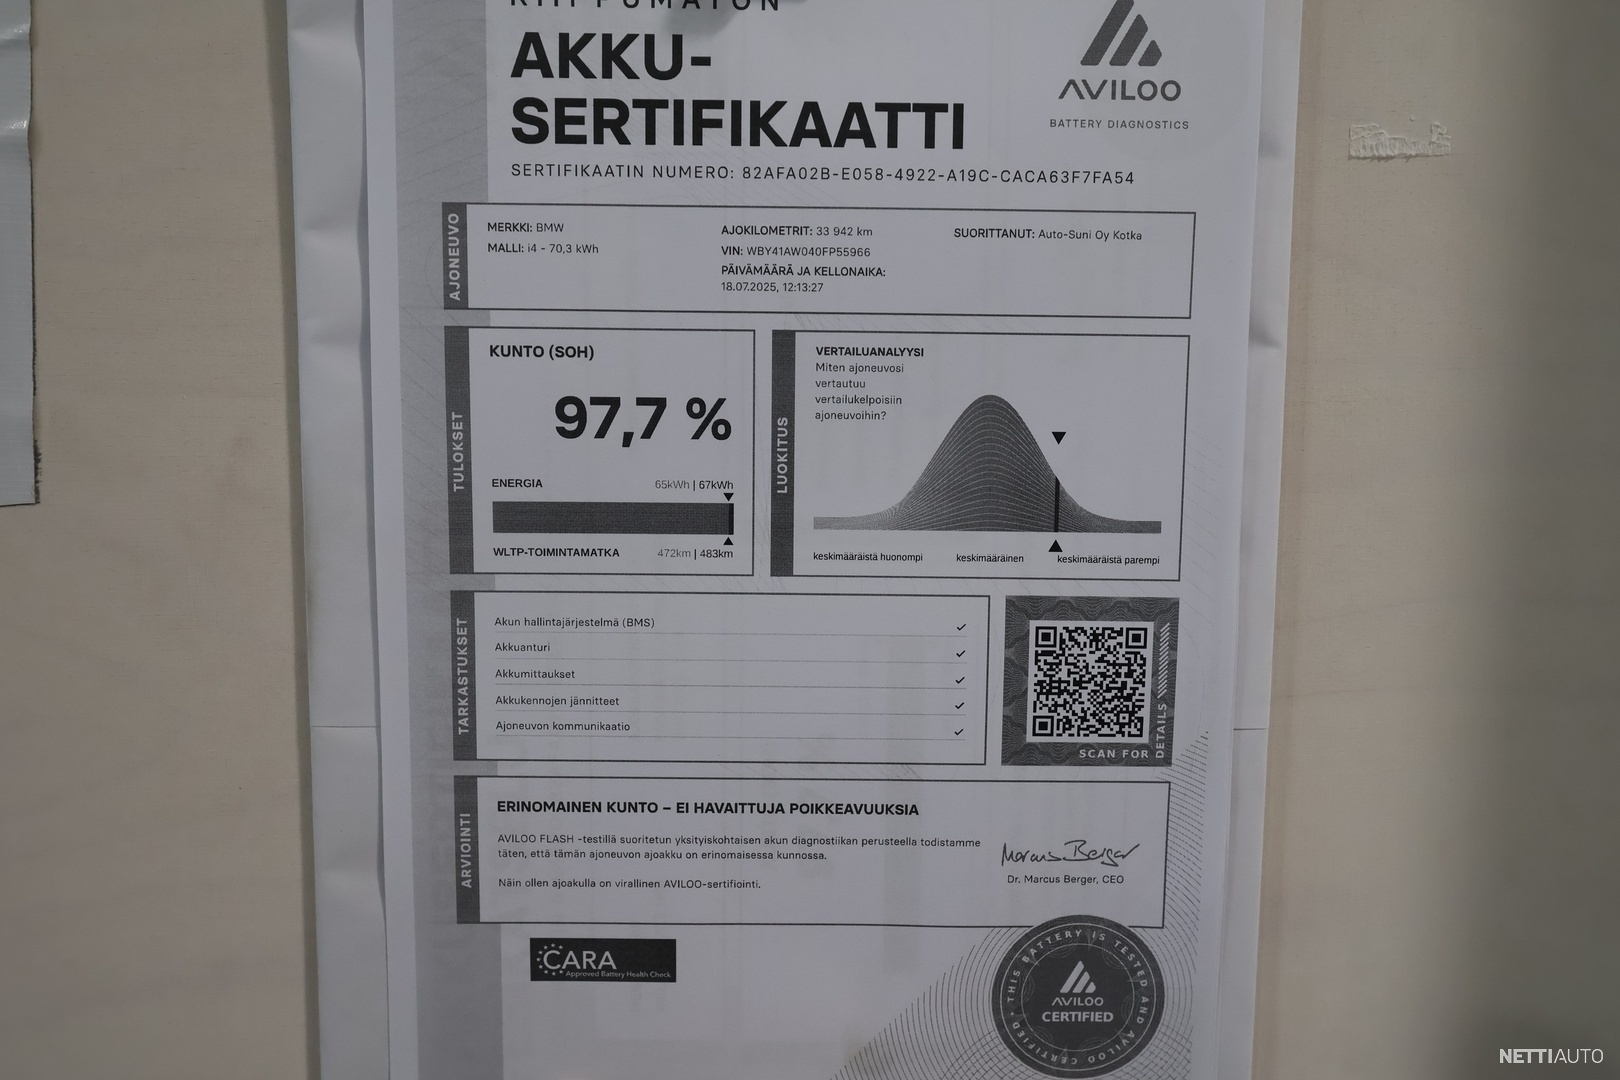 RIIPPUMATON
AKKU-
SERTIFIKAATTI
AVILOO
BATTERY DIAGNOSTICS
SERTIFIKAATIN NUMERO: 82AFA02B-E058-4922-A19C-CACA63F7FA54
AJONEUVO
MERKKI: BMW
MALLI: i4 - 70,3 kWh
AJOKILOMETRIT: 33 942 km
VIN: WBY41AW040FP55966
PÄIVÄMÄÄRÄ JA KELLONAIKA:
18.07.2025, 12:13:27
SUORITTANUT: Auto-Suni Oy Kotka
TULOKSET
KUNTO (SOH)
97,7 %
ENERGIA 65kWh | 67kWh
WLTP-TOIMINTAMATKA 472km | 483km
LUOKITUS
VERTAILUANALYYSI
Miten ajoneuvosi
vertautuu
vertailukelpoisiin
ajoneuvoihin?
keskimääräistä huonompi keskimääräinen keskimääräistä parempi
TARKASTUKSET
Akun hallintajärjestelmä (BMS)
Akkuanturi
Akkumittaukset
Akkukennojen jännitteet
Ajoneuvon kommunikaatio
SCAN FOR
DETAILS
ARVIOINTI
ERINOMAINEN KUNTO – EI HAVAITTUJA POIKKEAVUUKSIA
AVILOO FLASH -testillä suoritetun yksityiskohtaisen akun diagnostiikan perusteella todistamme
täten, että tämän ajoneuvon ajoakku on erinomaisessa kunnossa.
Näin ollen ajoakulla on virallinen AVILOO-sertifiointi.
Marcus Berger
Dr. Marcus Berger, CEO
CARA
Approved Battery Health Check
THIS BATTERY IS TESTED AND AVILOO CERTIFIED
AVILOO
CERTIFIED
NETTIAUTO